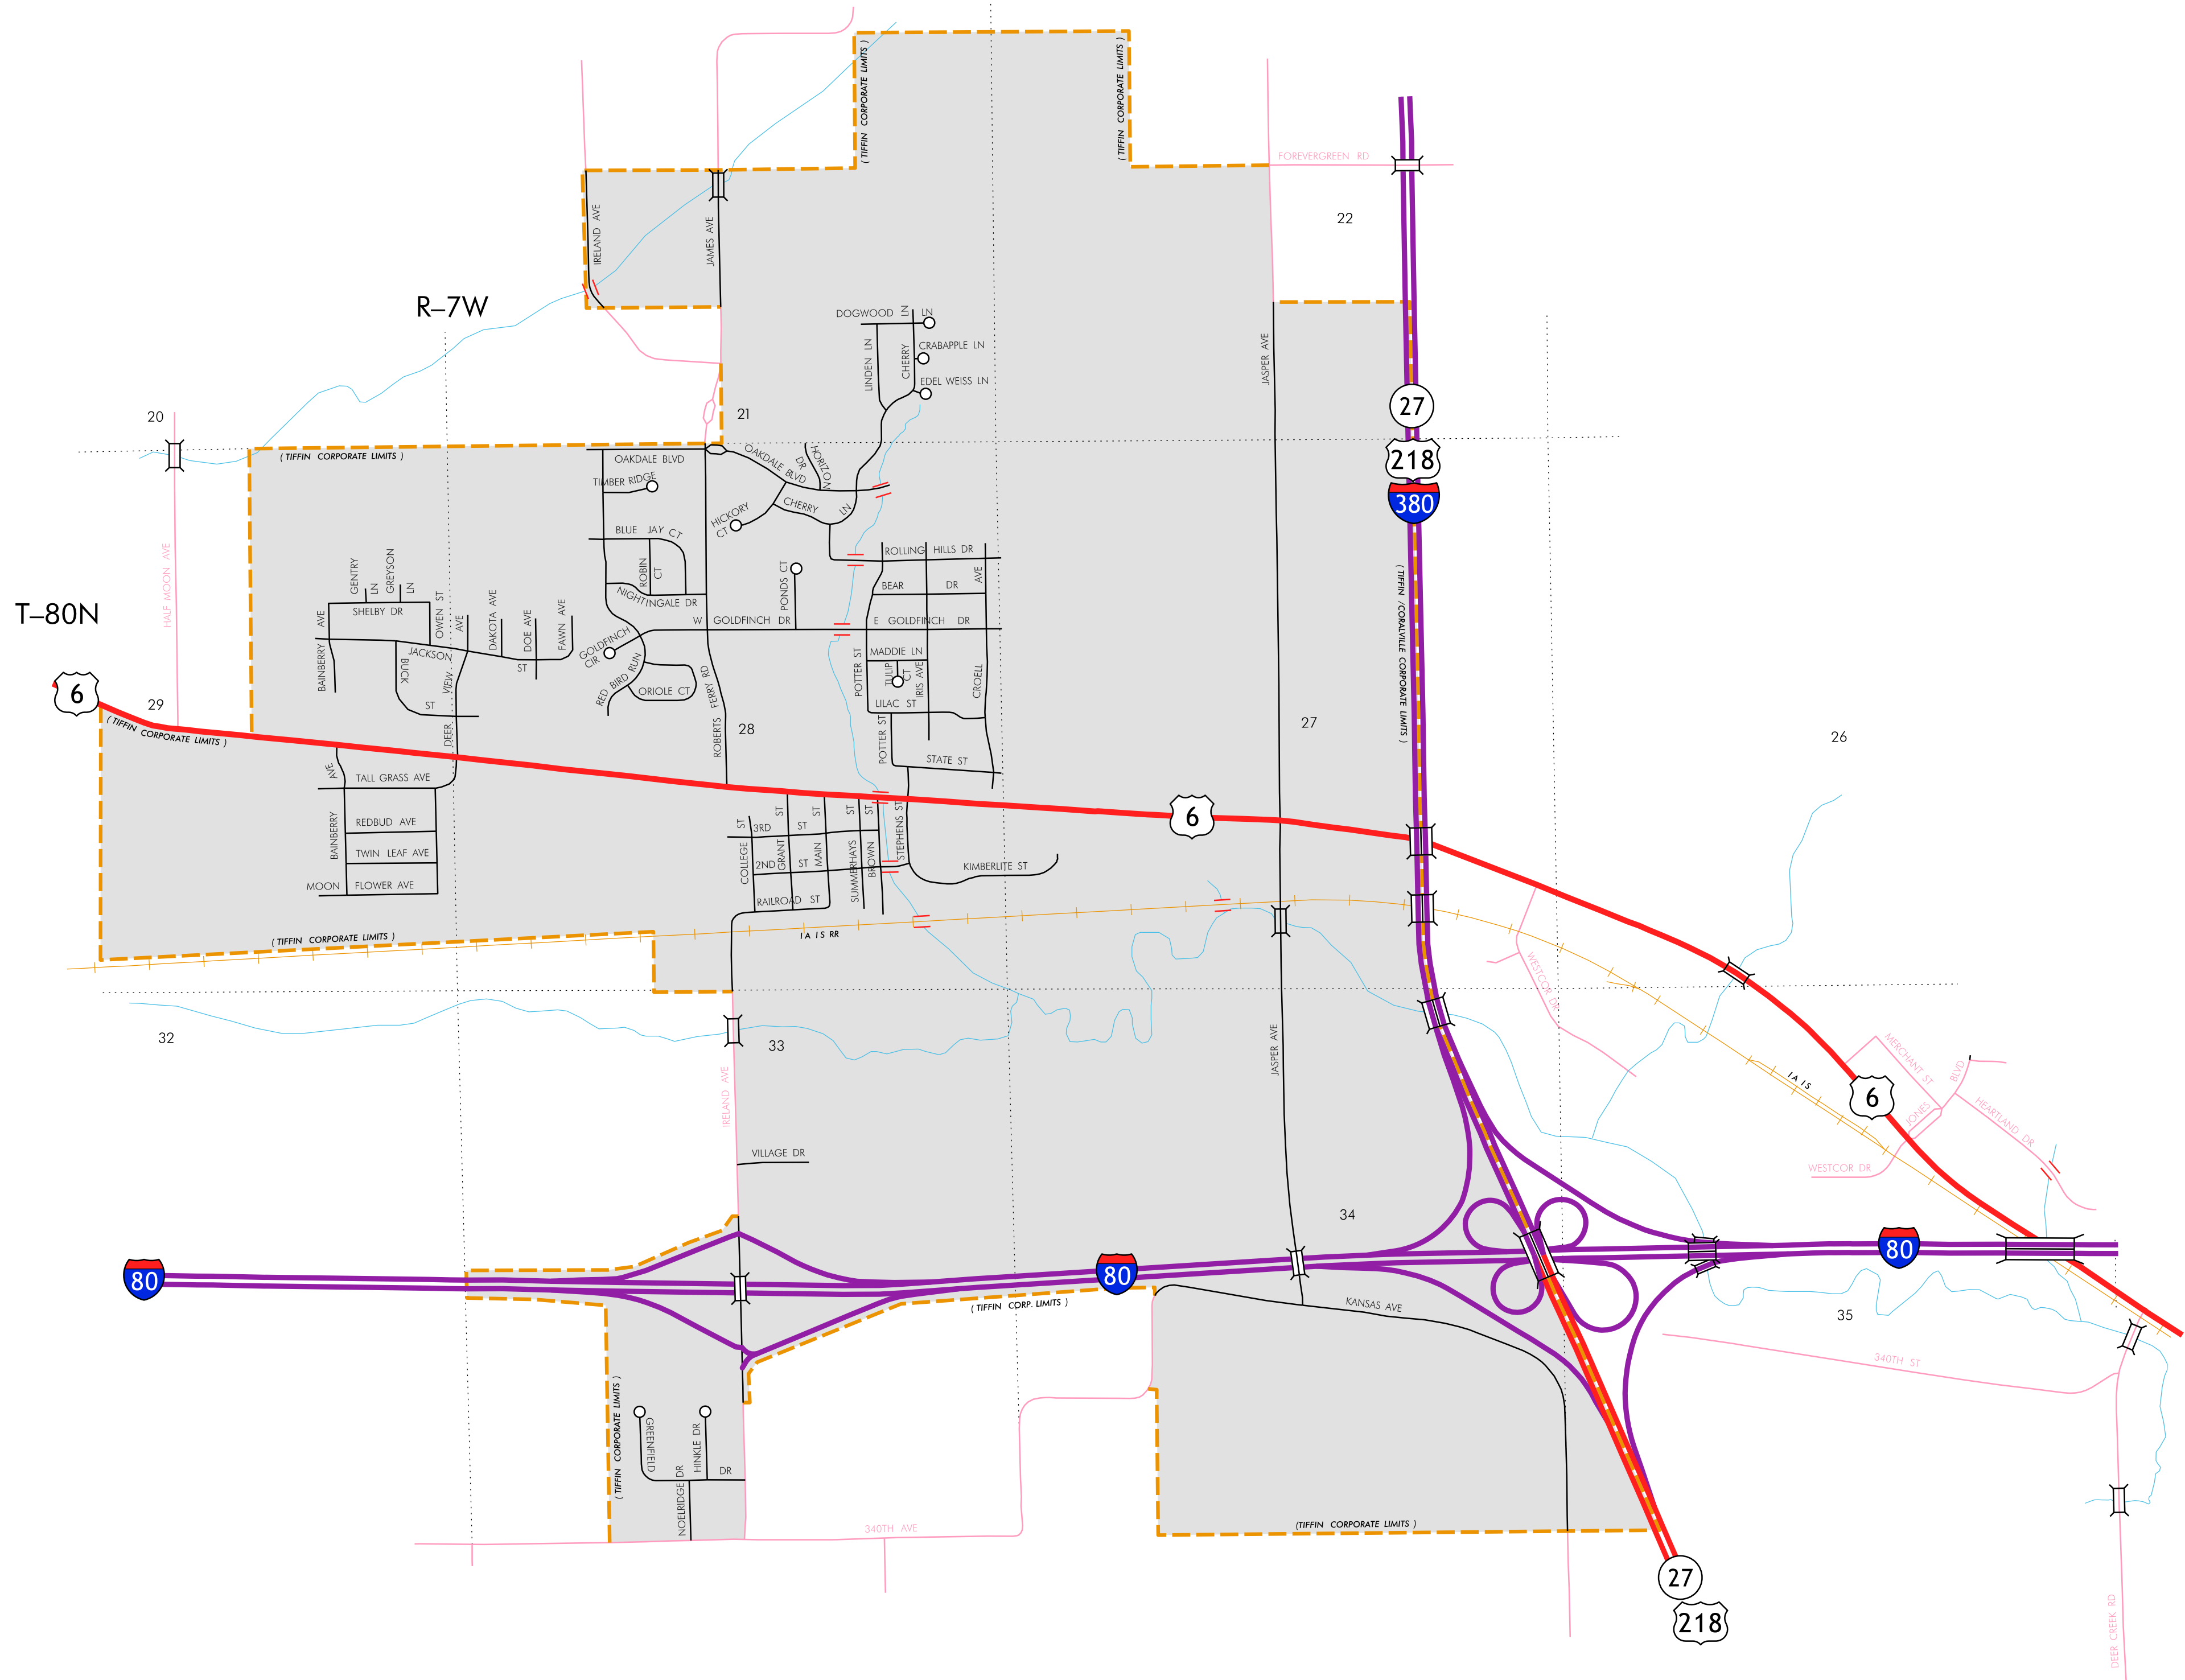 ( TIFFIN CORPORATE LIMITS )
( TIFFIN CORPORATE LIMITS )
FOREVERGREEN RD
22
IRELAND AVE
JAMES AVE
R–7W
DOGWOOD LN
LN
CRABAPPLE LN
LINDEN LN
CHERRY
EDEL WEISS LN
JASPER AVE
20
21
27
( TIFFIN CORPORATE LIMITS )
OAKDALE BLVD
OAKDALE BLVD
HORIZON DR
218
TIMBER RIDGE
380
HICKORY CT
CHERRY LN
BLUE JAY CT
HALF MOON AVE
GENTRY LN
GREYSON LN
ROBIN CT
PONDS CT
ROLLING HILLS DR
BEAR DR
AVE
T–80N
SHELBY DR
OWEN ST
AVE
DAKOTA AVE
DOE AVE
FAWN AVE
NIGHTINGALE DR
W GOLDFINCH DR
E GOLDFINCH DR
( TIFFIN /CORALVILLE CORPORATE LIMITS )
BAINBERRY AVE
JACKSON ST
BUCK ST
DEER VIEW
GOLDFINCH CIR
RED BIRD RUN
ORIOLE CT
ROBERTS FERRY RD
POTTER ST
MADDIE LN
TULIP CT
IRIS AVE
CROELL
LILAC ST
6
29
( TIFFIN CORPORATE LIMITS )
28
27
26
POTTER ST
STATE ST
AVE
TALL GRASS AVE
6
BAINBERRY
REDBUD AVE
TWIN LEAF AVE
MOON FLOWER AVE
COLLEGE ST
3RD ST
2ND ST
GRANT ST
MAIN ST
SUMMERHAYS ST
BROWN ST
STEPHENS ST
KIMBERLITE ST
RAILROAD ST
I A I S RR
( TIFFIN CORPORATE LIMITS )
WESTCOR DR
32
33
IRELAND AVE
JASPER AVE
MERCHANT ST
I A I S
JONES BLVD
6
HEARTLAND DR
WESTCOR DR
VILLAGE DR
34
80
80
80
( TIFFIN CORP. LIMITS )
KANSAS AVE
35
340TH ST
( TIFFIN CORPORATE LIMITS )
GREENFIELD DR
HINKLE DR
NOELRIDGE DR
340TH AVE
(TIFFIN CORPORATE LIMITS )
27
218
DEER CREEK RD